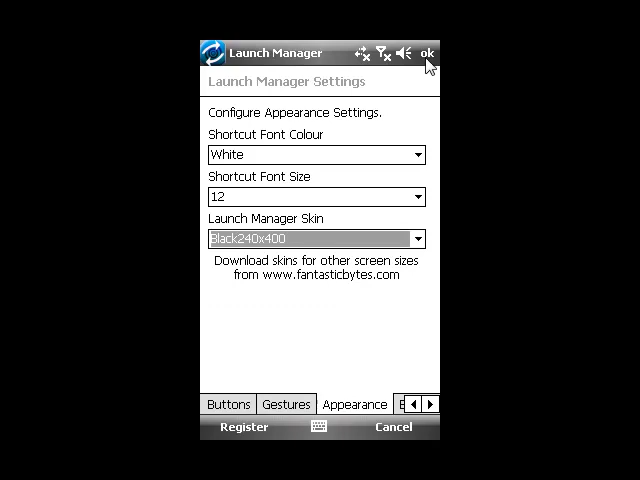 Launch Manager
ok
Launch Manager Settings
Configure Appearance Settings.
Shortcut Font Colour
White
Shortcut Font Size
12
Launch Manager Skin
Black240x400
Download skins for other screen sizes
from www.fantasticbytes.com
Buttons
Gestures
Appearance
Register
Cancel